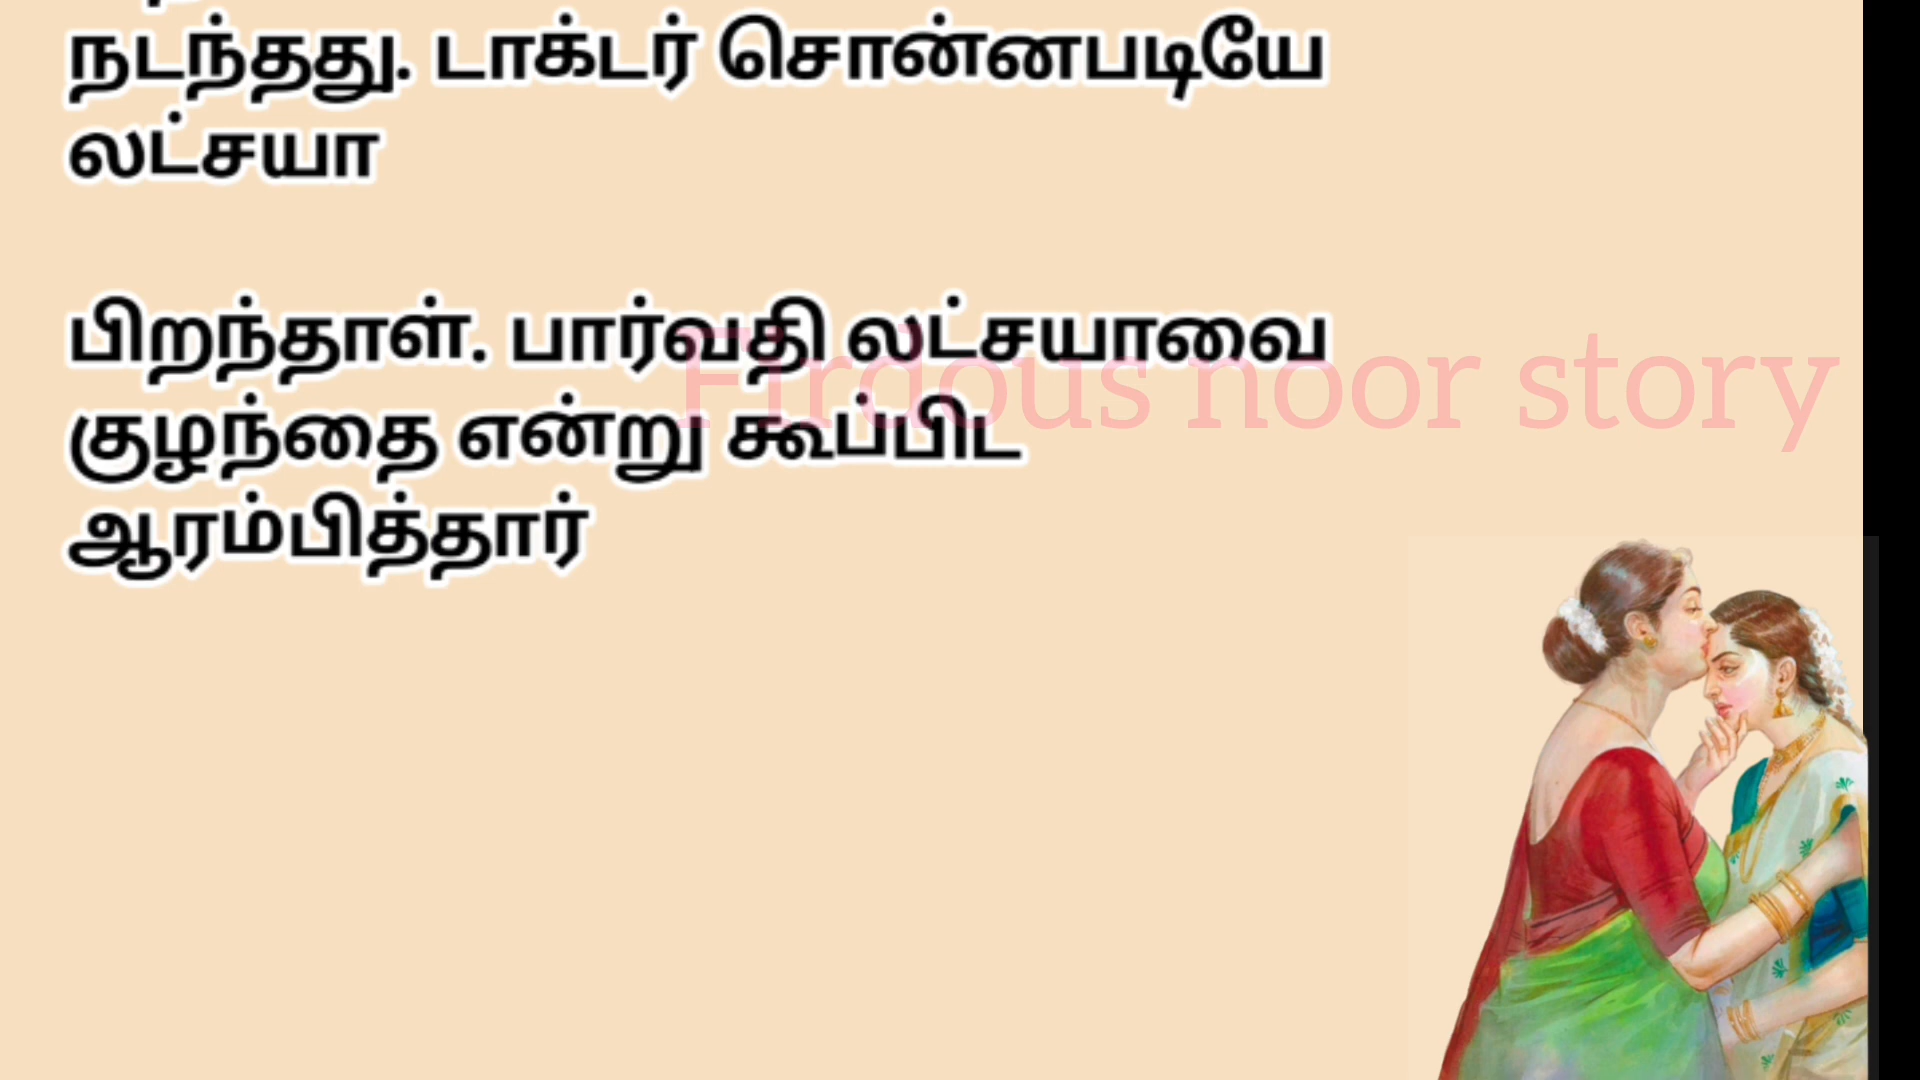 நடந்தது. டாக்டர் சொன்னபடியே
லட்சயா
பிறந்தாள். பார்வதி லட்சயாவை
Firdous noor story
குழந்தை என்று கூப்பிட
ஆரம்பித்தார்